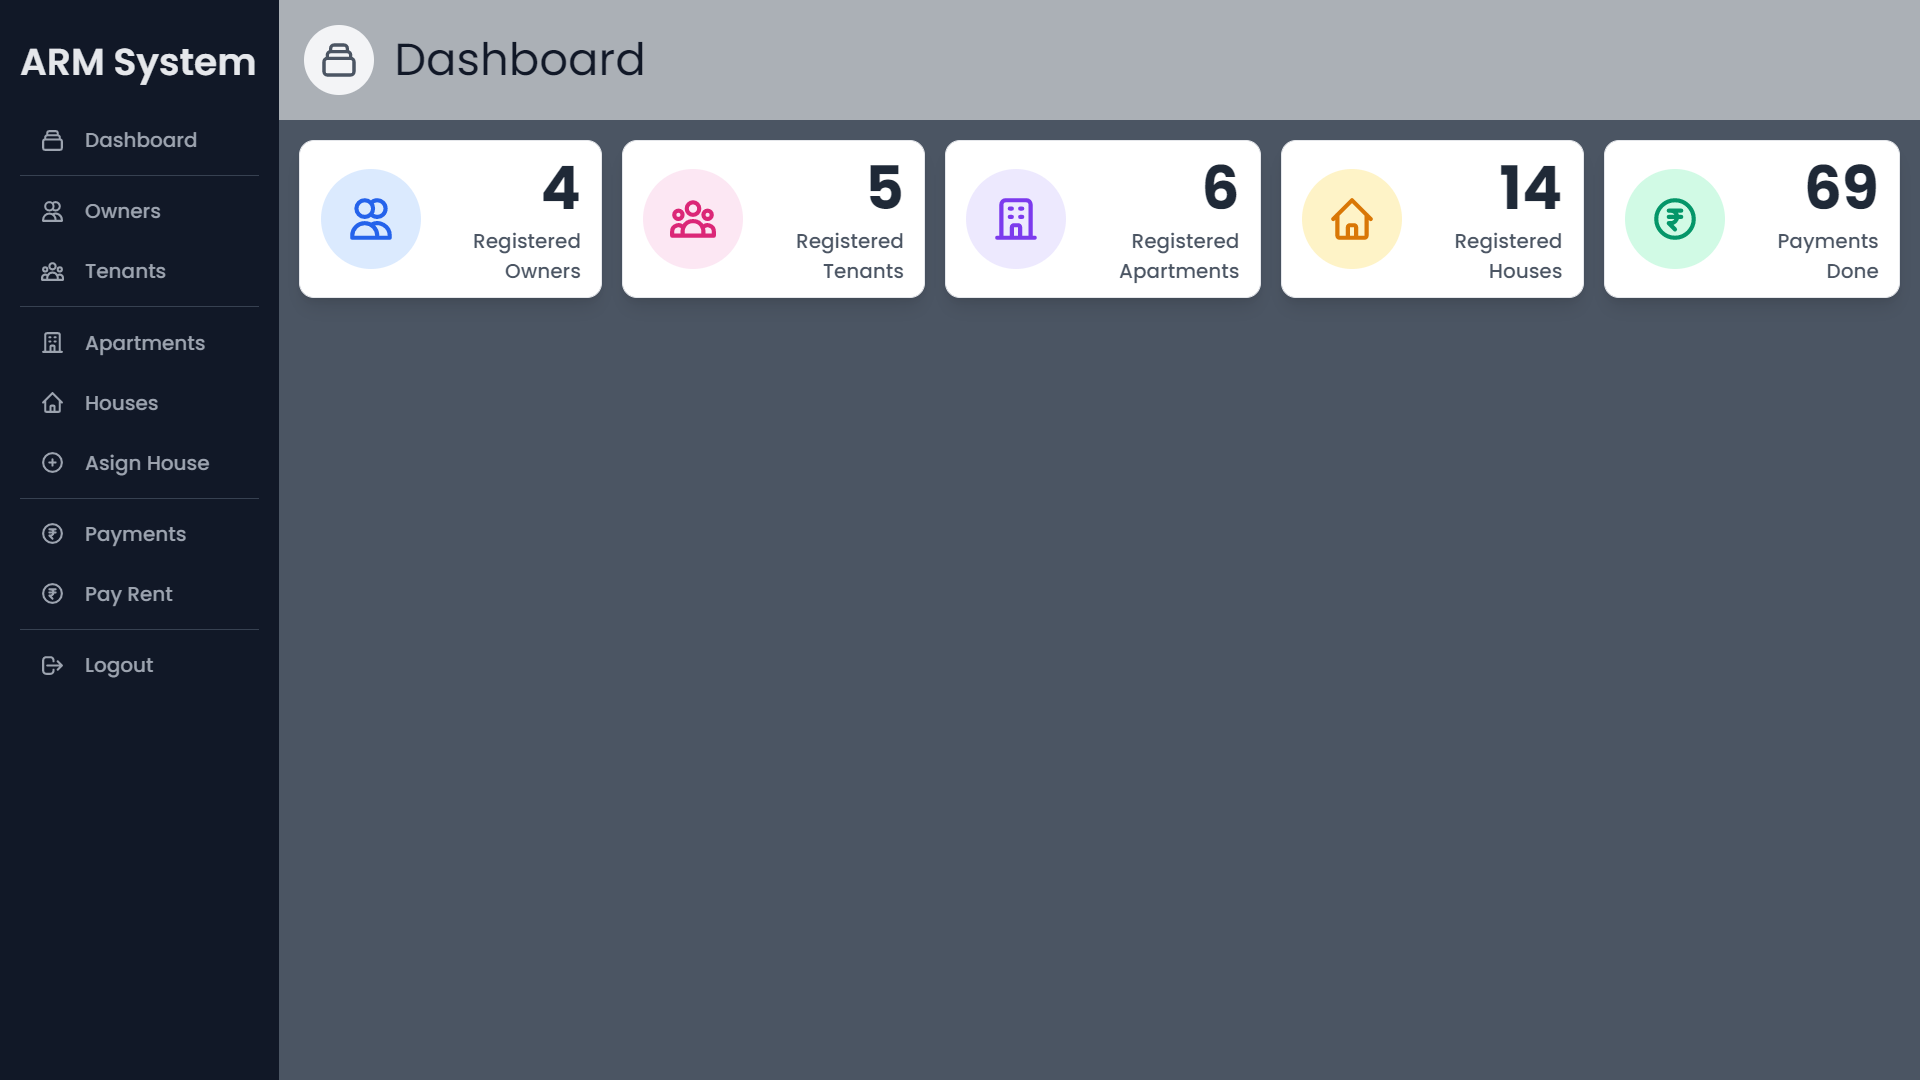 ARM System
Dashboard
Owners
Tenants
Apartments
Houses
Asign House
Payments
Pay Rent
Logout
Dashboard
4
Registered
Owners
5
Registered
Tenants
6
Registered
Apartments
14
Registered
Houses
69
Payments
Done